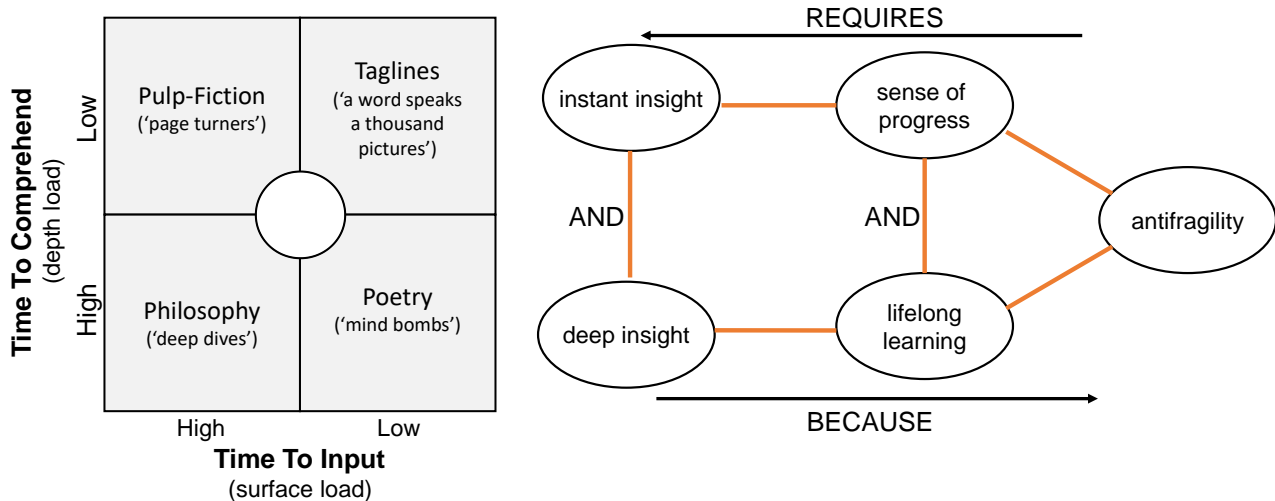 Time To Comprehend
(depth load)
Low
High
Pulp-Fiction
('page turners')
Taglines
('a word speaks
a thousand
pictures')
Philosophy
('deep dives')
Poetry
('mind bombs')
High
Low
Time To Input
(surface load)
REQUIRES
instant insight
sense of
progress
AND
AND
antifragility
deep insight
lifelong
learning
BECAUSE